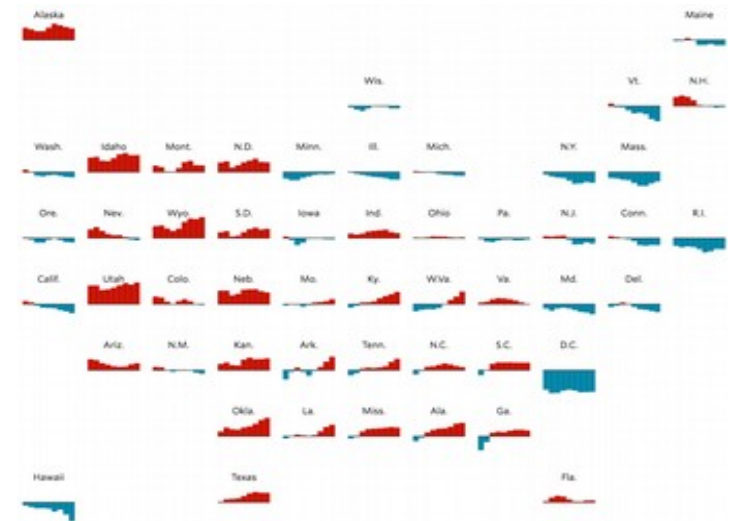 Alaska Maine
Wis. Vt. N.H.
Wash. Idaho Mont. N.D. Minn. Ill. Mich. N.Y. Mass.
Ore. Nev. Wyo. S.D. Iowa Ind. Ohio Pa. N.J. Conn. R.I.
Calif. Utah Colo. Neb. Mo. Ky. W.Va. Va. Md. Del.
Ariz. N.M. Kan. Ark. Tenn. N.C. S.C. D.C.
Okla. La. Miss. Ala. Ga.
Hawaii Texas Fla.